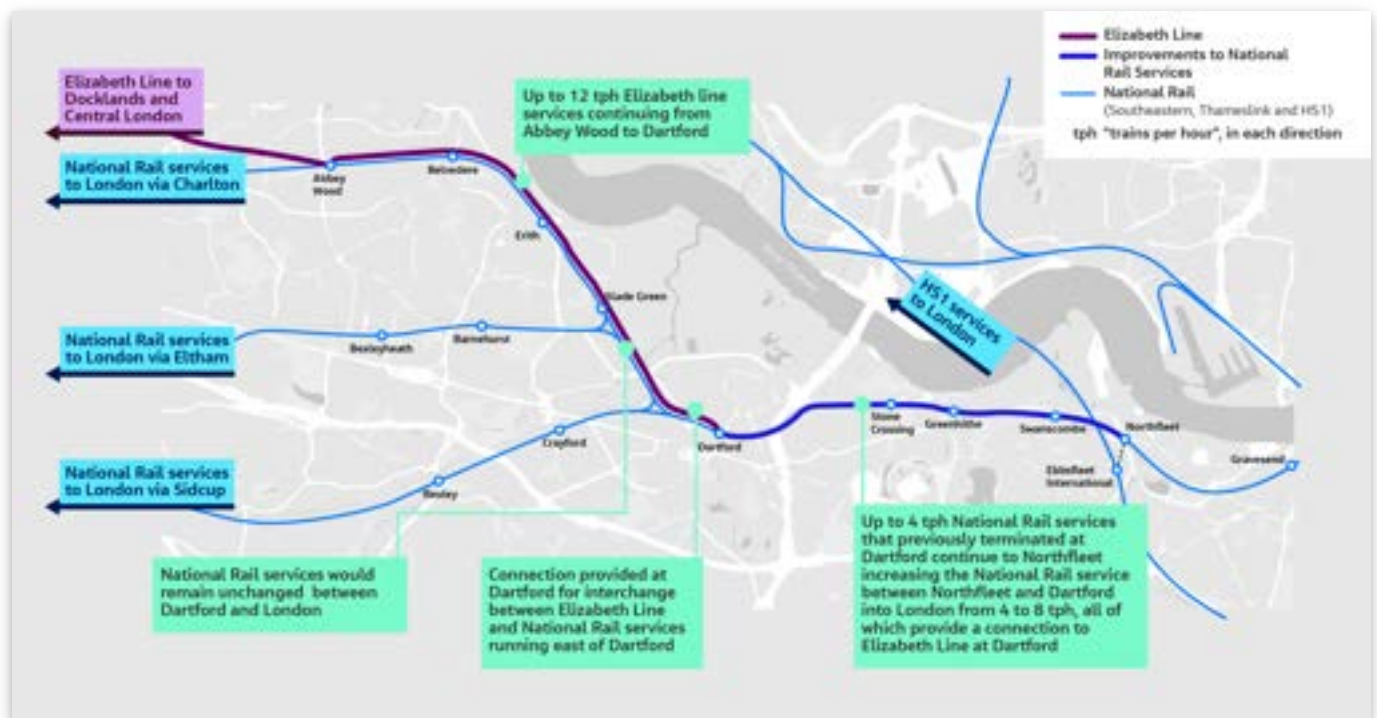 Elizabeth Line
Improvements to National
Rail Services
National Rail
(Southeastern, Thameslink and HS1)
tph "trains per hour", in each direction
Elizabeth Line to
Docklands and
Central London
National Rail services
to London via Charlton
Up to 12 tph Elizabeth line
services continuing from
Abbey Wood to Dartford
Abbey
Wood
Belvedere
Erith
Slade Green
HS1 services
to London
National Rail services
to London via Eltham
Bexleyheath
Barnehurst
Crayford
Dartford
Stone
Crossing
Greenhithe
Swanscombe
Northfleet
Ebbsfleet
International
Gravesend
National Rail services
to London via Sidcup
Bexley
National Rail services would
remain unchanged between
Dartford and London
Connection provided at
Dartford for interchange
between Elizabeth Line
and National Rail services
running east of Dartford
Up to 4 tph National Rail services
that previously terminated at
Dartford continue to Northfleet
increasing the National Rail service
between Northfleet and Dartford
into London from 4 to 8 tph, all of
which provide a connection to
Elizabeth Line at Dartford